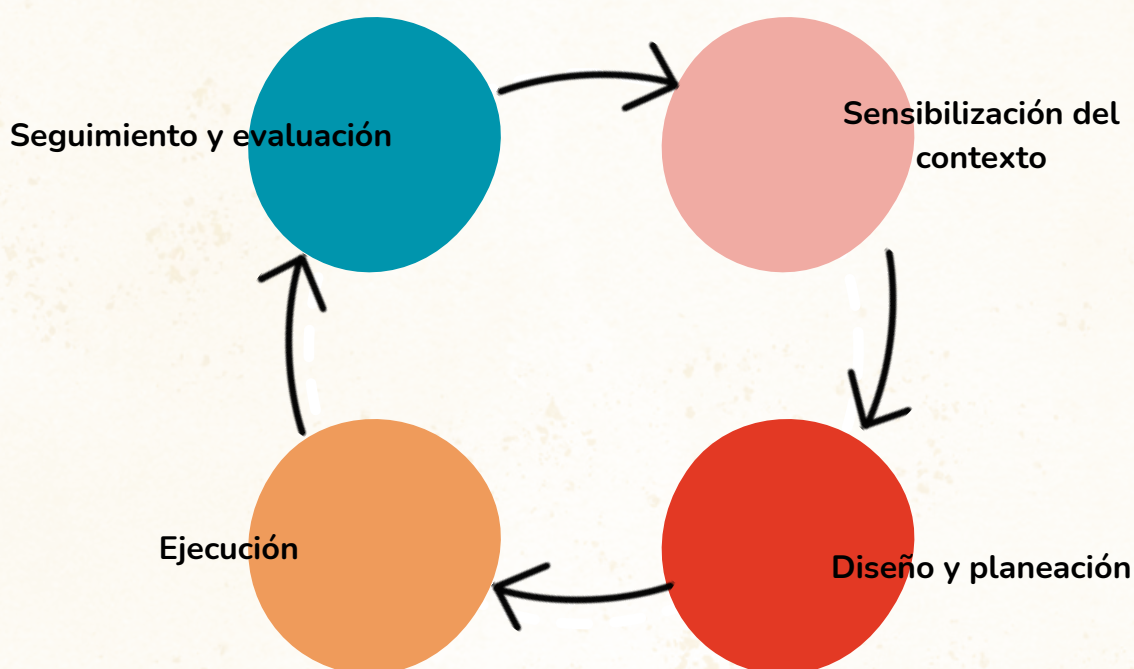 Seguimiento y evaluación
Sensibilización del
contexto
Ejecución
Diseño y planeación